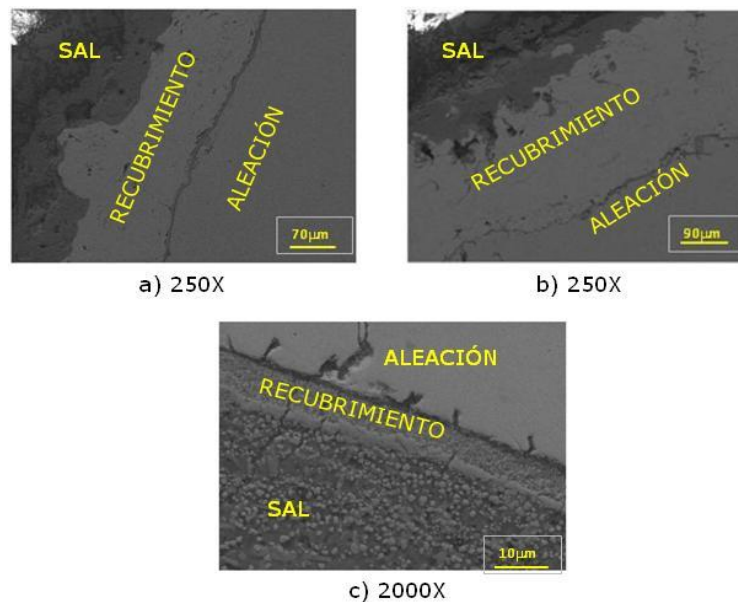 SAL
RECUBRIMIENTO
ALEACIÓN
70µm
a) 250X
SAL
RECUBRIMIENTO
ALEACIÓN
90µm
b) 250X
ALEACIÓN
RECUBRIMIENTO
SAL
10µm
c) 2000X